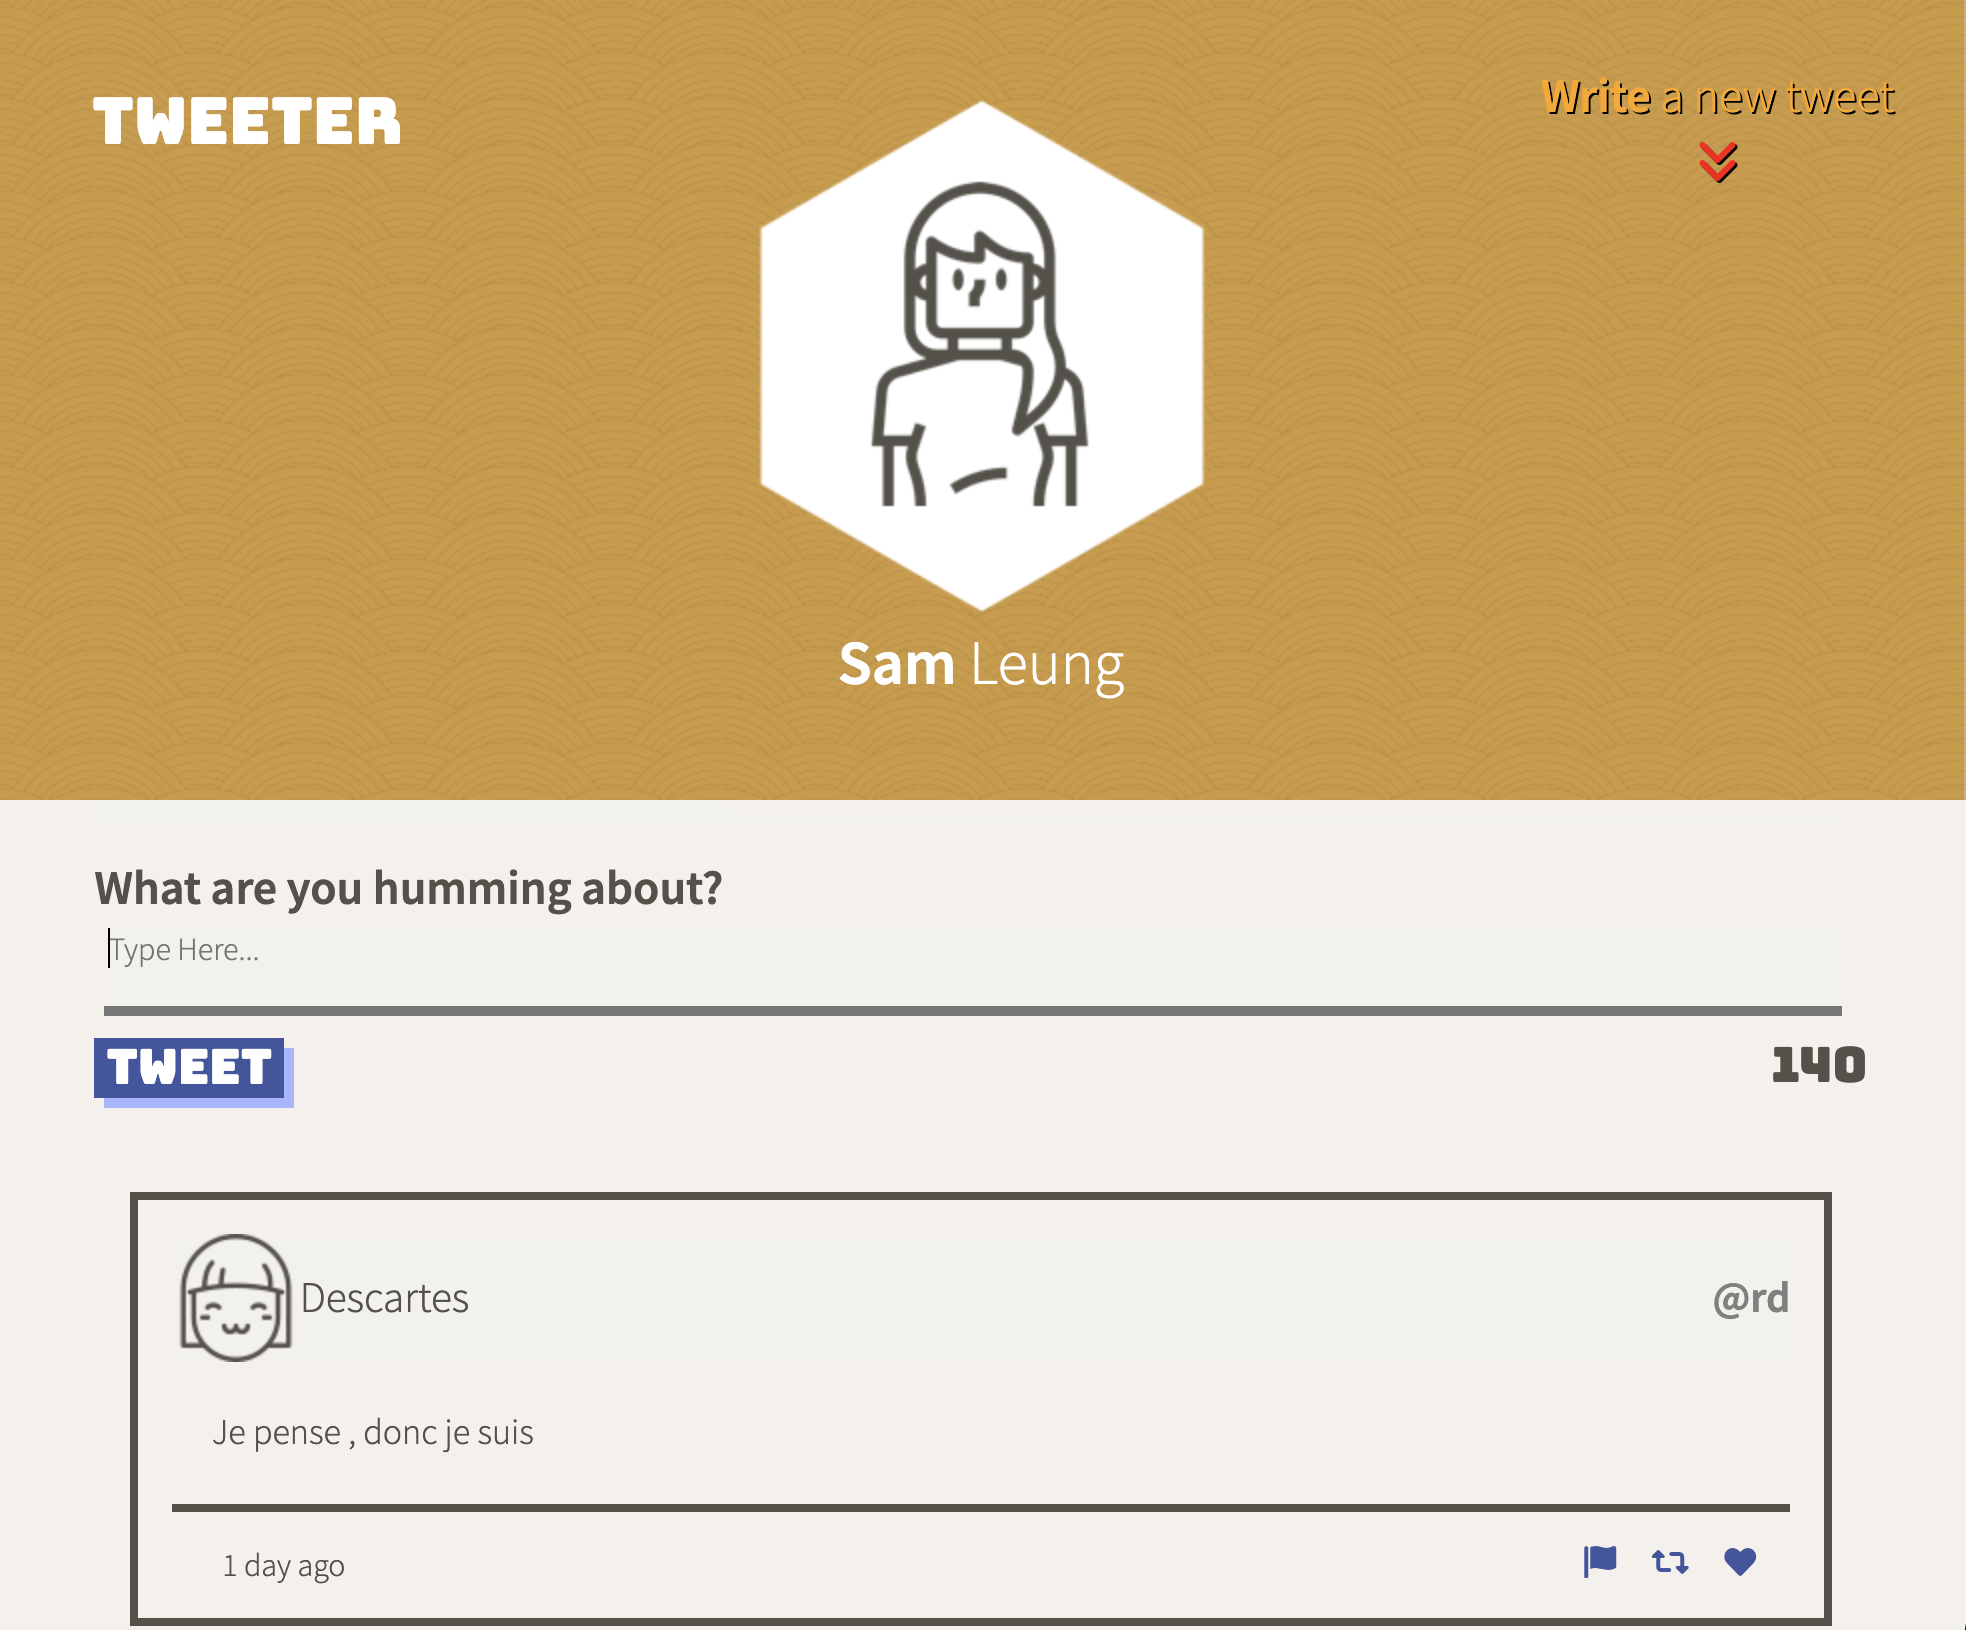 TWEETER
Write a new tweet
Sam Leung
What are you humming about?
Type Here...
TWEET
140
Descartes
@rd
Je pense , donc je suis
1 day ago